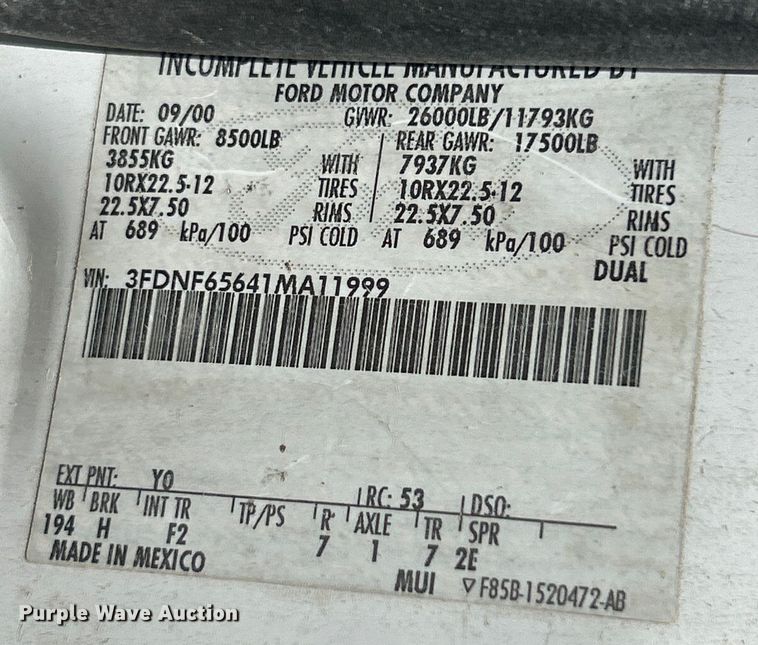 INCOMPLETE VEHICLE MANUFACTURED BY
FORD MOTOR COMPANY
DATE: 09/00 GVWR: 26000LB/11793KG
FRONT GAWR: 8500LB REAR GAWR: 17500LB
3855KG WITH 7937KG WITH
10RX22.5-12 TIRES 10RX22.5-12 TIRES
22.5X7.50 RIMS 22.5X7.50 RIMS
AT 689 kPa/100 PSI COLD AT 689 kPa/100 PSI COLD
DUAL
VIN: 3FDNF65641MA11999
EXT PNT: YO RC: 53 DSO:
WB BRK INT TR TP/PS R AXLE TR SPR
194 H F2 7 1 7 2E
MADE IN MEXICO MUI ▽F85B-1520472-AB
Purple Wave Auction